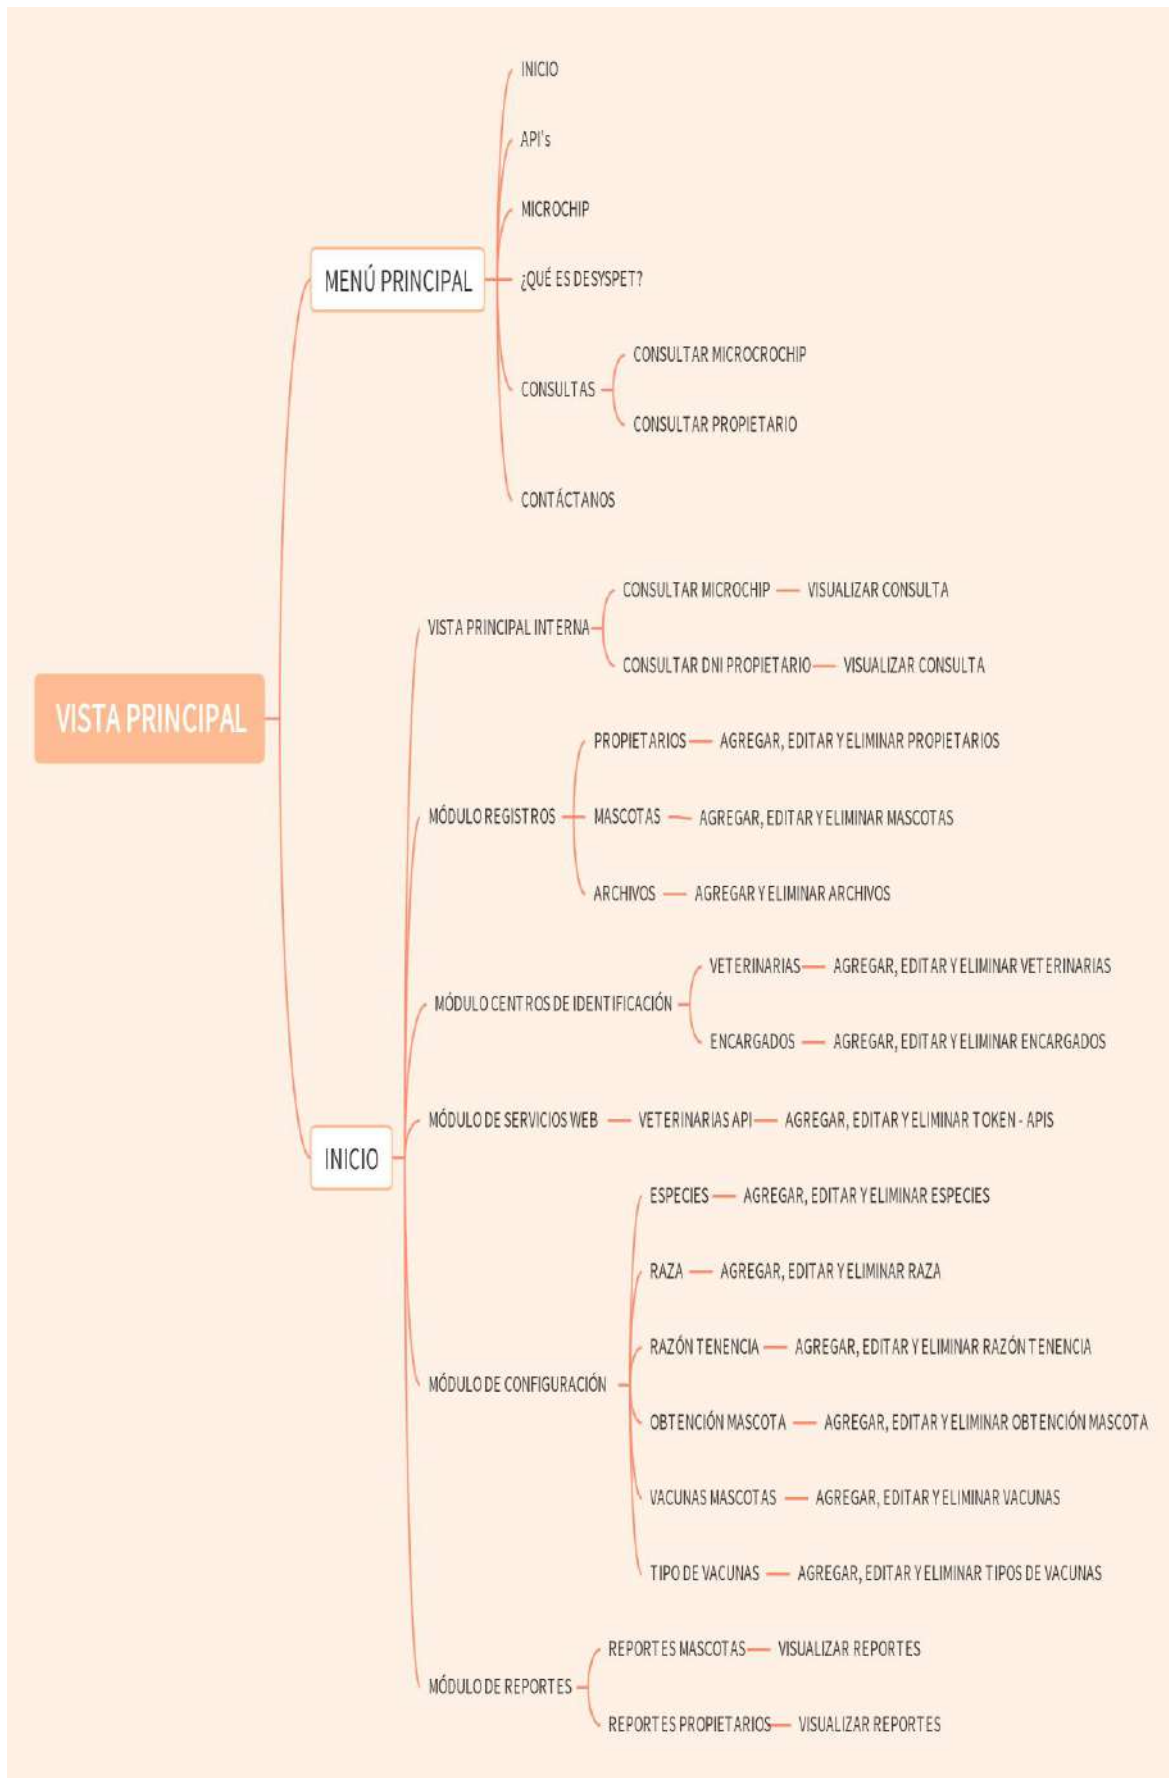 INICIO
API's
MICROCHIP
MENÚ PRINCIPAL
¿QUÉ ES DESYSPET?
CONSULTAR MICROCROCHIP
CONSULTAS
CONSULTAR PROPIETARIO
CONTÁCTANOS
CONSULTAR MICROCHIP
VISUALIZAR CONSULTA
VISTA PRINCIPAL INTERNA
CONSULTAR DNI PROPIETARIO
VISUALIZAR CONSULTA
VISTA PRINCIPAL
PROPIETARIOS
AGREGAR, EDITAR Y ELIMINAR PROPIETARIOS
MÓDULO REGISTROS
MASCOTAS
AGREGAR, EDITAR Y ELIMINAR MASCOTAS
ARCHIVOS
AGREGAR Y ELIMINAR ARCHIVOS
VETERINARIAS
AGREGAR, EDITAR Y ELIMINAR VETERINARIAS
MÓDULO CENTROS DE IDENTIFICACIÓN
ENCARGADOS
AGREGAR, EDITAR Y ELIMINAR ENCARGADOS
MÓDULO DE SERVICIOS WEB
VETERINARIAS API
AGREGAR, EDITAR Y ELIMINAR TOKEN - APIS
INICIO
ESPECIES
AGREGAR, EDITAR Y ELIMINAR ESPECIES
RAZA
AGREGAR, EDITAR Y ELIMINAR RAZA
RAZÓN TENENCIA
AGREGAR, EDITAR Y ELIMINAR RAZÓN TENENCIA
MÓDULO DE CONFIGURACIÓN
OBTENCIÓN MASCOTA
AGREGAR, EDITAR Y ELIMINAR OBTENCIÓN MASCOTA
VACUNAS MASCOTAS
AGREGAR, EDITAR Y ELIMINAR VACUNAS
TIPO DE VACUNAS
AGREGAR, EDITAR Y ELIMINAR TIPOS DE VACUNAS
REPORTES MASCOTAS
VISUALIZAR REPORTES
MÓDULO DE REPORTES
REPORTES PROPIETARIOS
VISUALIZAR REPORTES